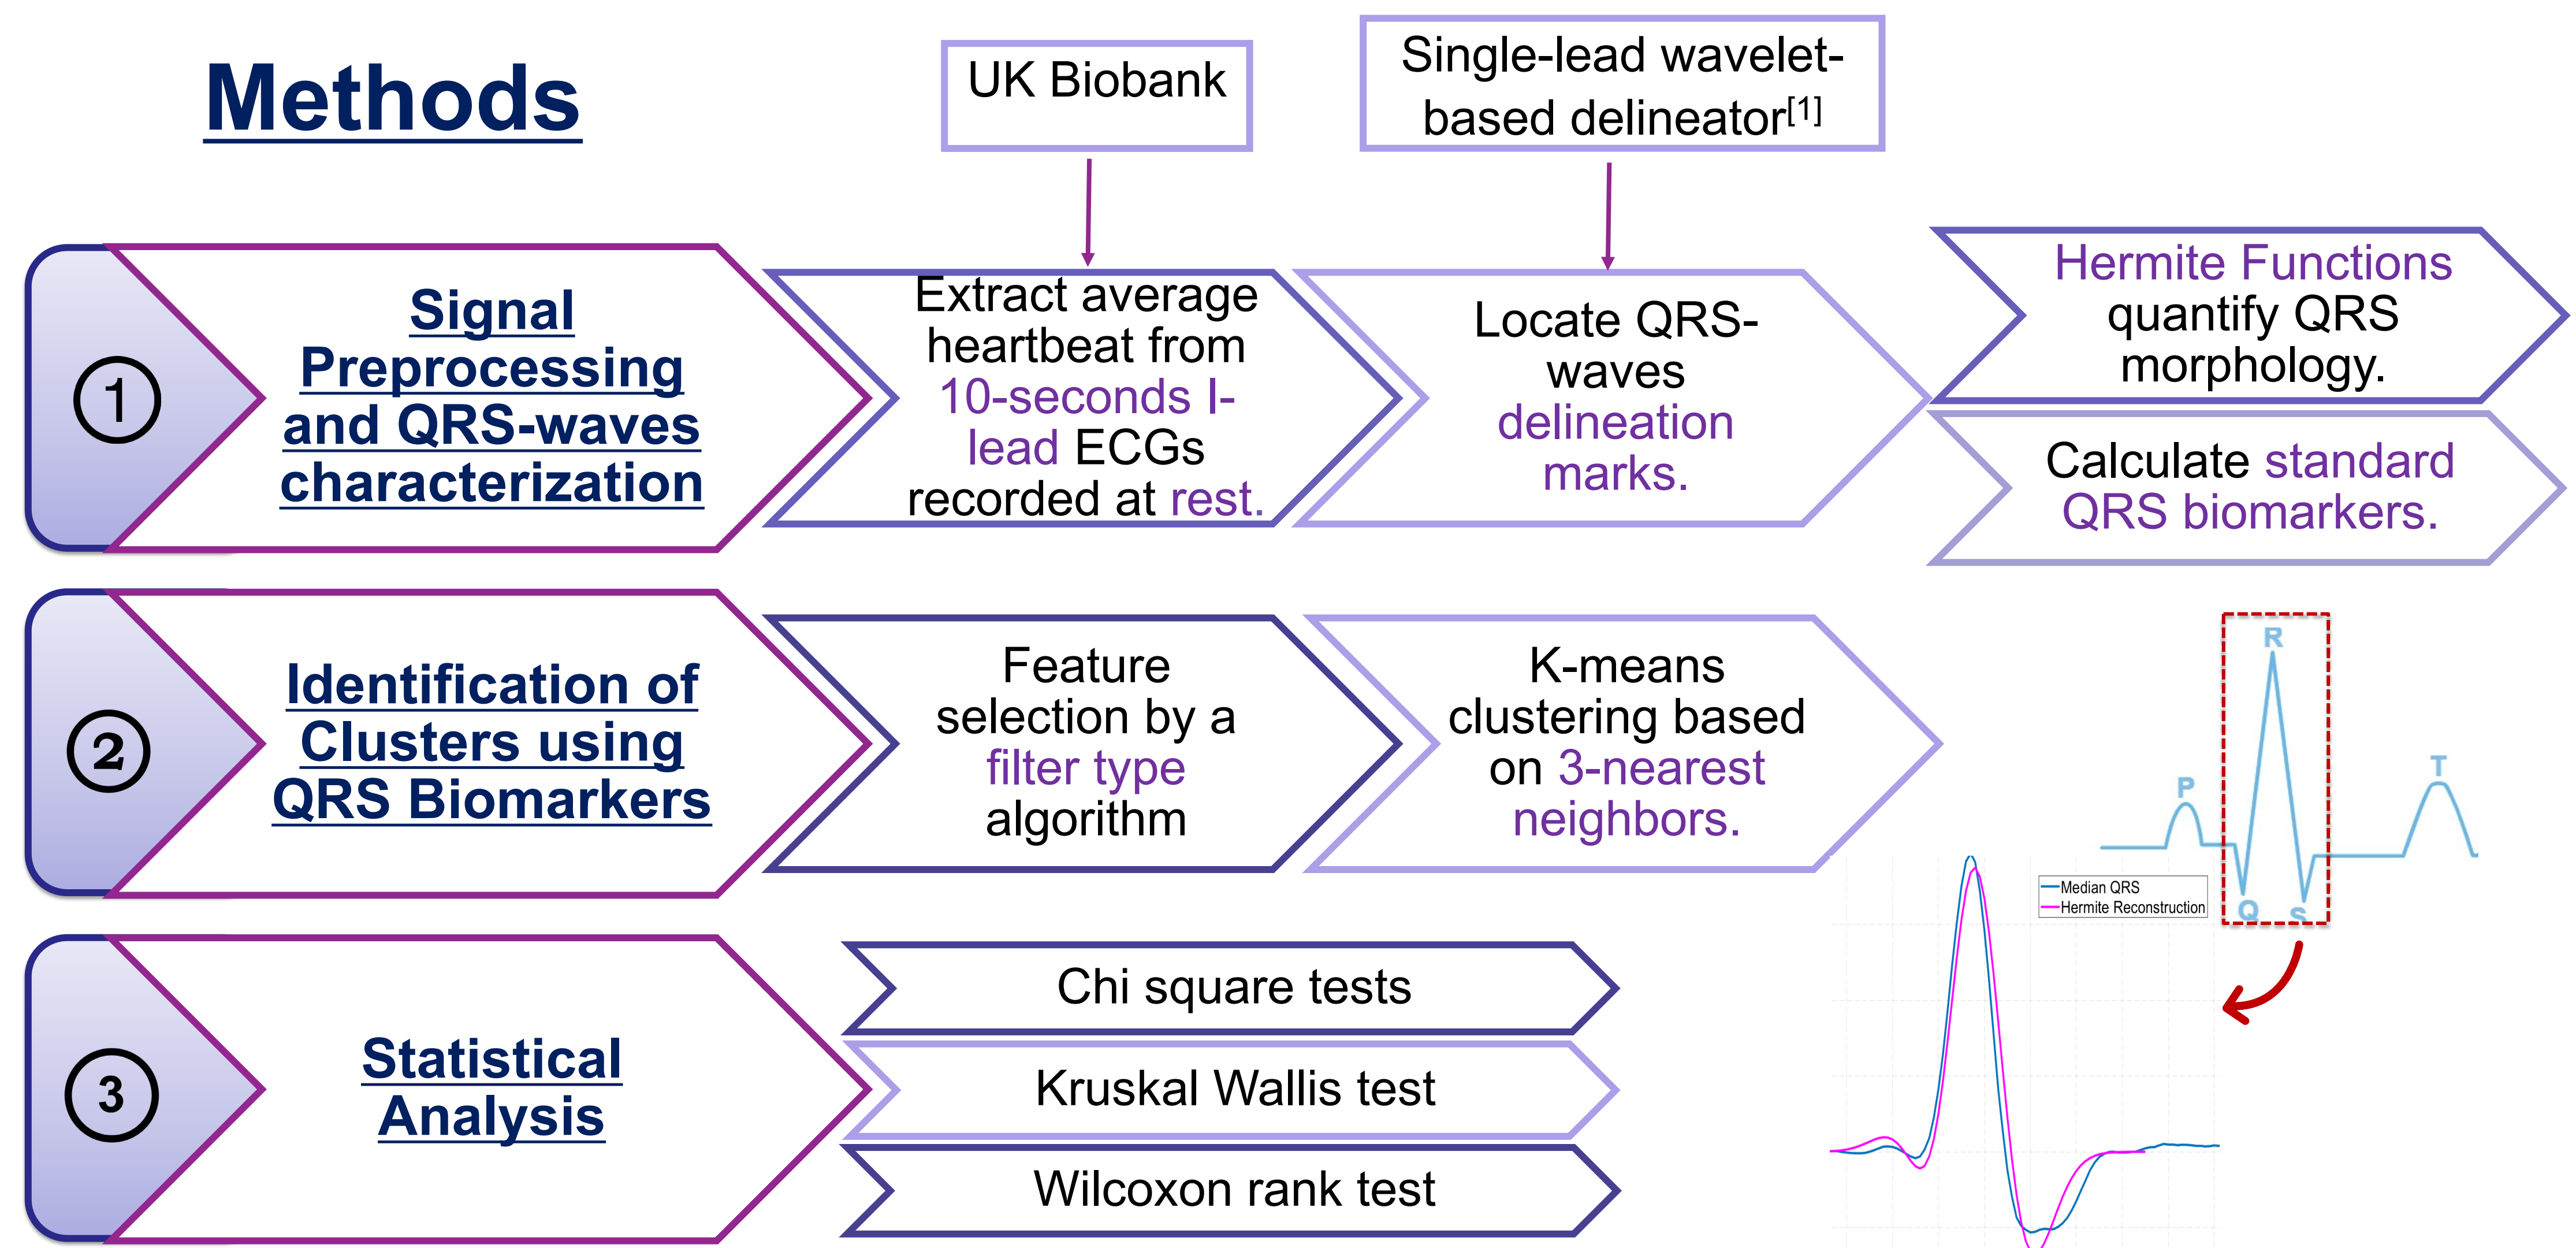 Methods
UK Biobank
Single-lead wavelet-
based delineator[1]
1
Signal
Preprocessing
and QRS-waves
characterization
Extract average
heartbeat from
10-seconds I-
lead ECGs
recorded at rest.
Locate QRS-
waves
delineation
marks.
Hermite Functions
quantify QRS
morphology.
Calculate standard
QRS biomarkers.
2
Identification of
Clusters using
QRS Biomarkers
Feature
selection by a
filter type
algorithm
K-means
clustering based
on 3-nearest
neighbors.
R
P
T
Q
S
Median QRS
Hermite Reconstruction
3
Statistical
Analysis
Chi square tests
Kruskal Wallis test
Wilcoxon rank test